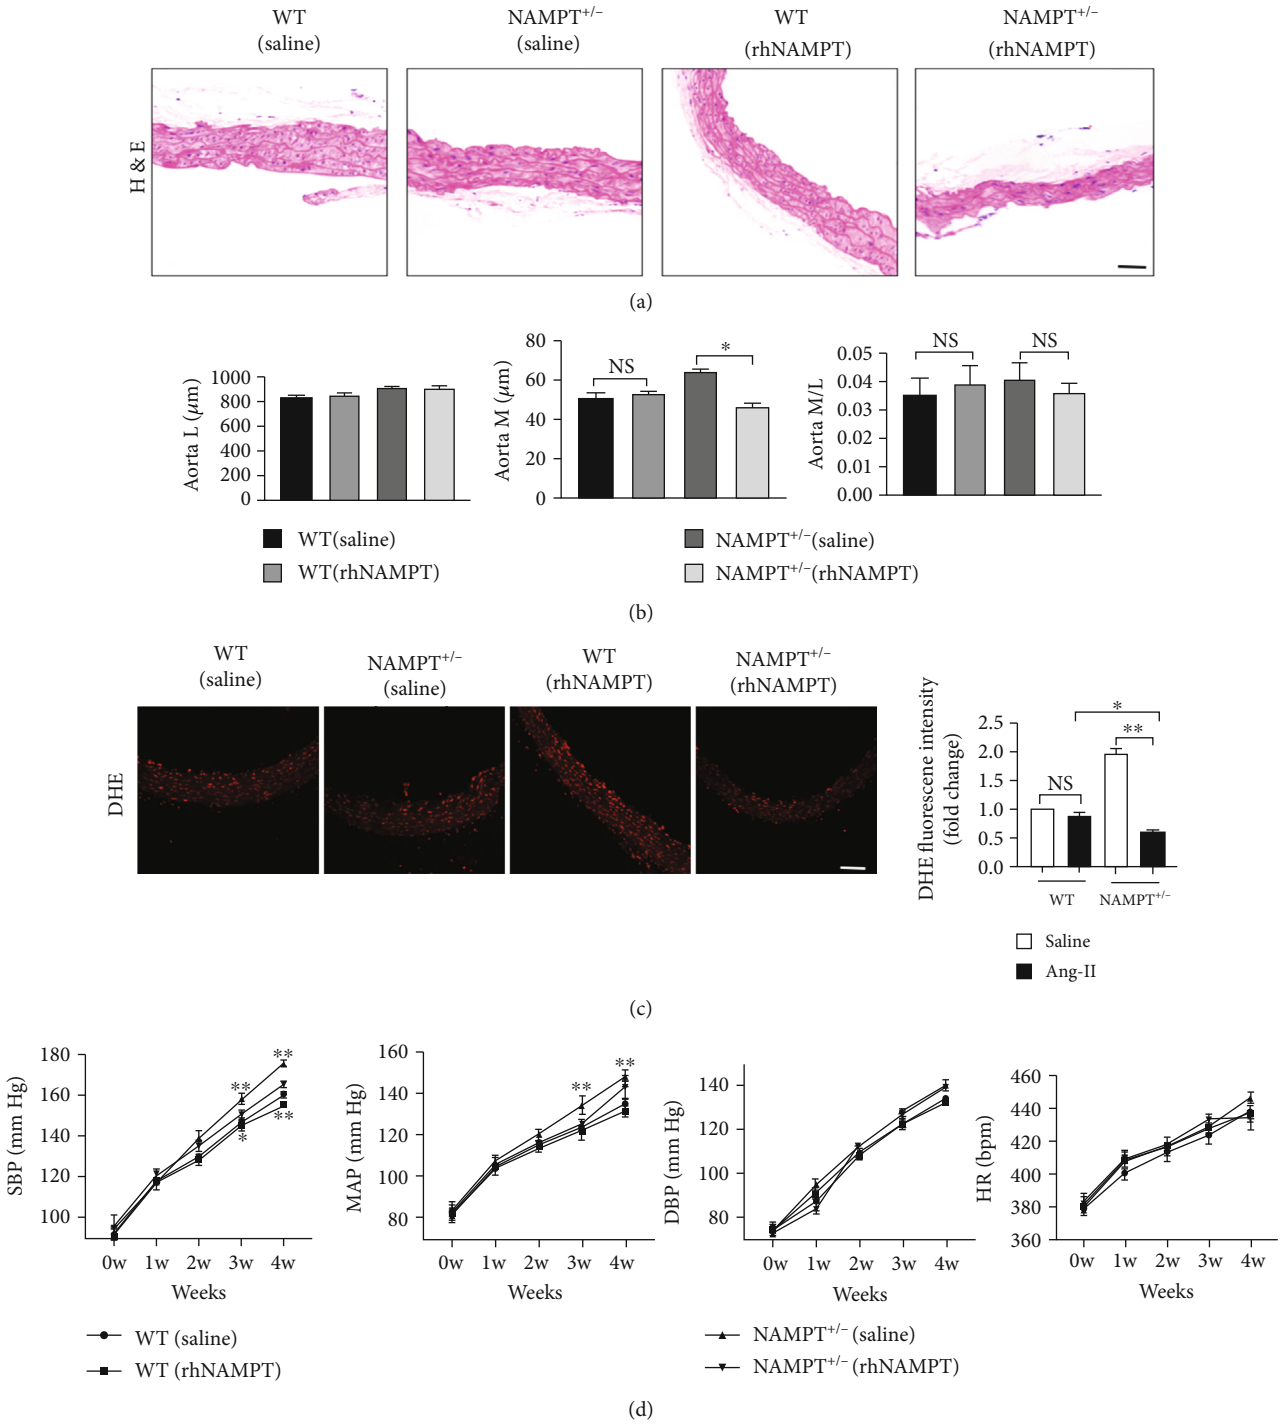 WT
(saline)
NAMPT+/−
(saline)
WT
(rhNAMPT)
NAMPT+/−
(rhNAMPT)
H & E
(a)
Aorta L (μm)
1000
800
600
400
200
0
Aorta M (μm)
80
60
40
20
0
NS
*
Aorta M/L
0.05
0.04
0.03
0.02
0.01
0.00
NS
NS
WT(saline)
WT(rhNAMPT)
NAMPT+/−(saline)
NAMPT+/−(rhNAMPT)
(b)
WT
(saline)
NAMPT+/−
(saline)
WT
(rhNAMPT)
NAMPT+/−
(rhNAMPT)
DHE
DHE fluorescene intensity
(fold change)
2.5
2.0
1.5
1.0
0.5
0.0
NS
*
**
WT
NAMPT+/−
Saline
Ang-II
(c)
SBP (mm Hg)
180
160
140
120
100
**
**
*
**
0w 1w 2w 3w 4w
Weeks
MAP (mm Hg)
160
140
120
100
80
**
**
0w 1w 2w 3w 4w
Weeks
DBP (mm Hg)
140
120
100
80
0w 1w 2w 3w 4w
Weeks
HR (bpm)
460
440
420
400
380
360
0w 1w 2w 3w 4w
Weeks
WT (saline)
WT (rhNAMPT)
NAMPT+/− (saline)
NAMPT+/− (rhNAMPT)
(d)